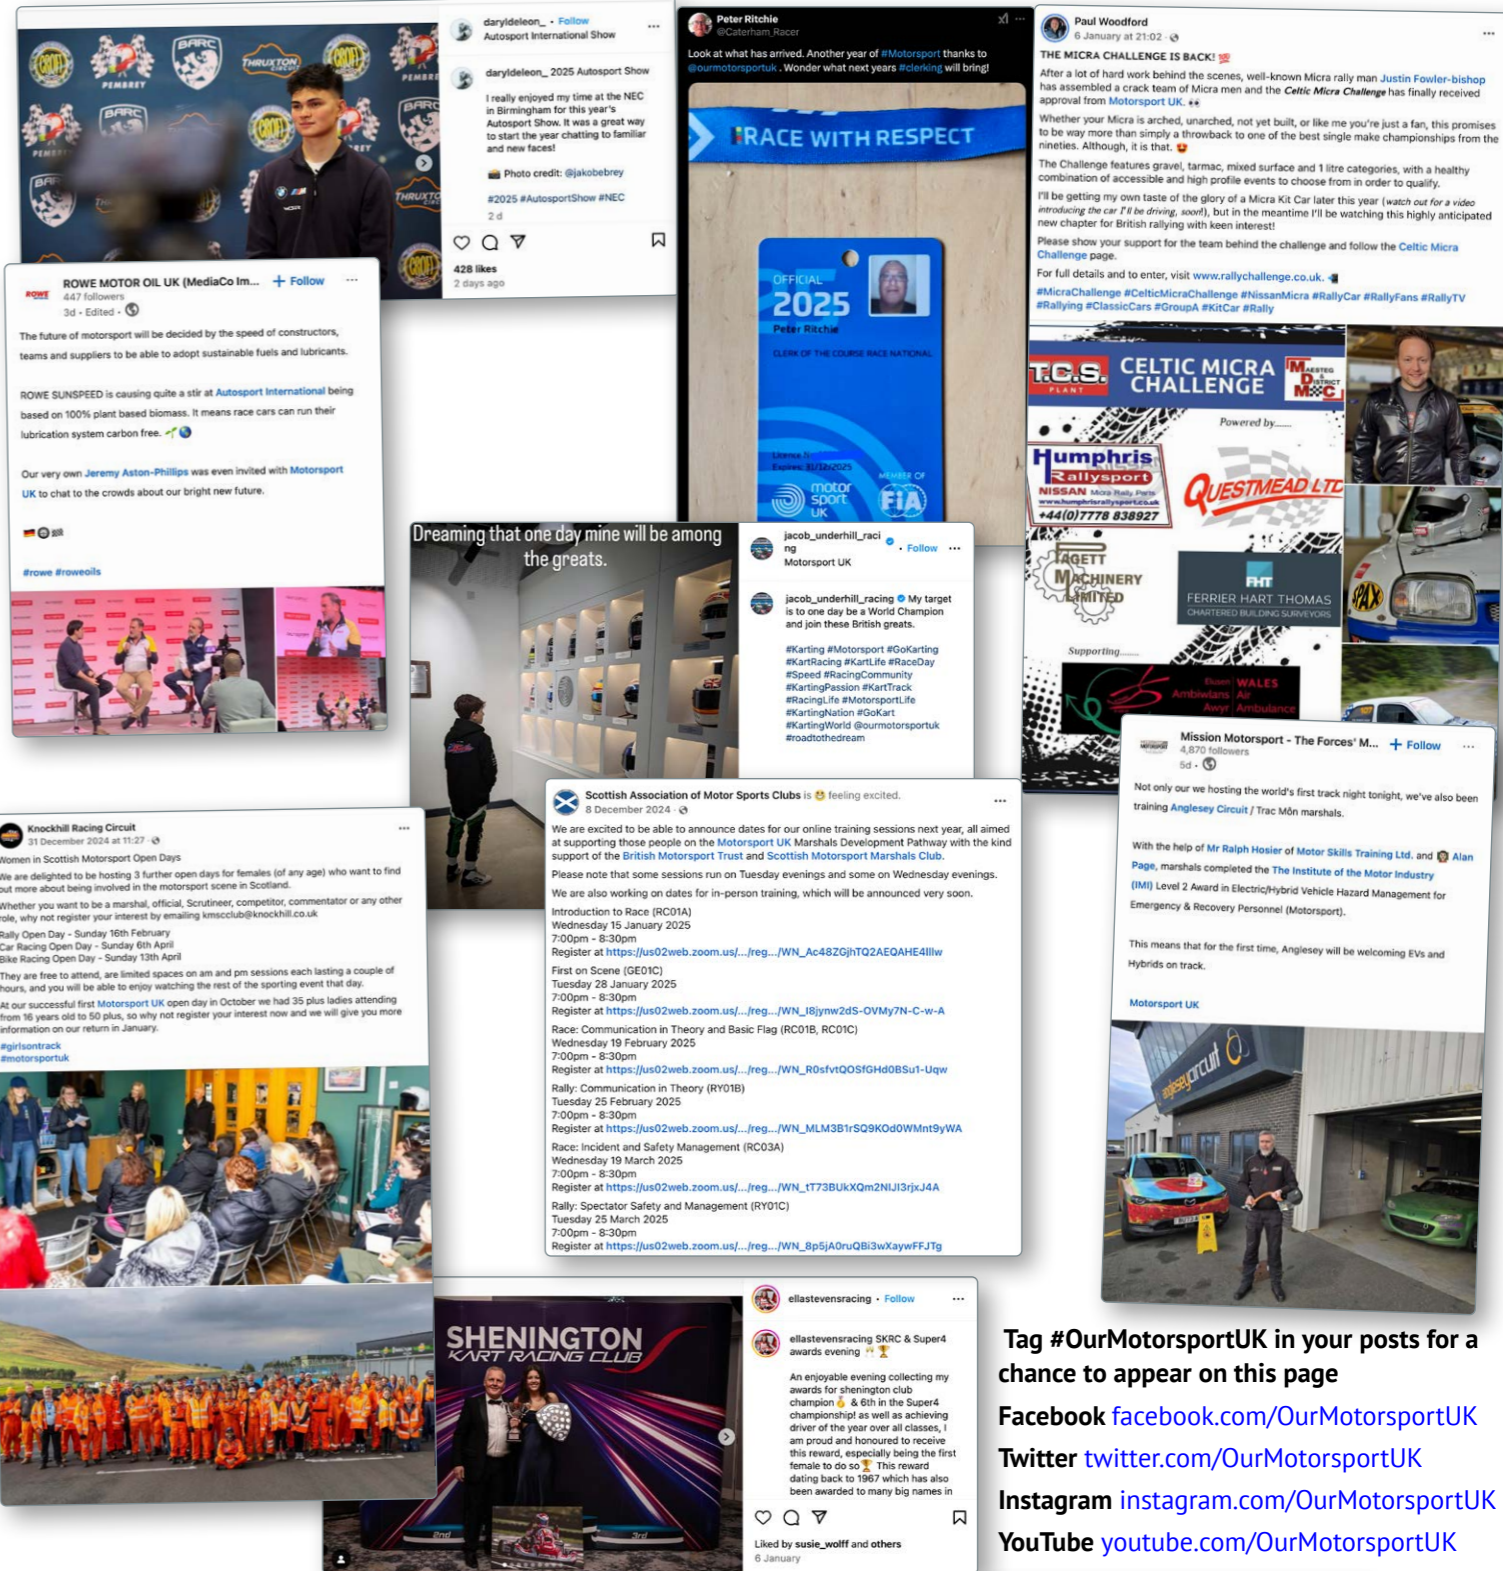 daryldeleon_ • Follow
Autosport International Show
daryldeleon_ 2025 Autosport Show
I really enjoyed my time at the NEC
in Birmingham for this year's
Autosport Show. It was a great way
to start the year chatting to familiar
and new faces!
📸 Photo credit: @jakobebrey
#2025 #AutosportShow #NEC
2 d
428 likes
2 days ago
CROFT
PEMBREY
BARC
THRUXTON
CIRCUIT
Peter Ritchie
@Caterham_Racer
Look at what has arrived. Another year of #Motorsport thanks to
@ourmotorsportuk . Wonder what next years #clerking will bring!
RACE WITH RESPECT
OFFICIAL
2025
Peter Ritchie
CLERK OF THE COURSE RACE NATIONAL
Expires: 31/12/2025
motor
sport
UK
MEMBER OF
FIA
Paul Woodford
6 January at 21:02 ·
THE MICRA CHALLENGE IS BACK! 💯
After a lot of hard work behind the scenes, well-known Micra rally man Justin Fowler-bishop
has assembled a crack team of Micra men and the Celtic Micra Challenge has finally received
approval from Motorsport UK. 👀
Whether your Micra is arched, unarched, not yet built, or like me you're just a fan, this promises
to be way more than simply a throwback to one of the best single make championships from the
nineties. Although, it is that. 🤩
The Challenge features gravel, tarmac, mixed surface and 1 litre categories, with a healthy
combination of accessible and high profile events to choose from in order to qualify.
I'll be getting my own taste of the glory of a Micra Kit Car later this year (watch out for a video
introducing the car I'll be driving, soon!), but in the meantime I'll be watching this highly anticipated
new chapter for British rallying with keen interest!
Please show your support for the team behind the challenge and follow the Celtic Micra
Challenge page.
For full details and to enter, visit www.rallychallenge.co.uk. 📲
#MicraChallenge #CelticMicraChallenge #NissanMicra #RallyCar #RallyFans #RallyTV
#Rallying #ClassicCars #GroupA #KitCar #Rally
T.C.S.
PLANT
CELTIC MICRA
CHALLENGE
MAESTEG
&
DISTRICT
M C
Powered by.......
Humphris
Rallysport
NISSAN Micra Rally Parts
www.humphrisrallysport.co.uk
+44(0)7778 838927
QUESTMEAD LTD
PAGETT
MACHINERY
LIMITED
FHT
FERRIER HART THOMAS
CHARTERED BUILDING SURVEYORS
SPAX
Supporting.......
Elusen WALES
Ambiwlans Air
Awyr Ambulance
ROWE MOTOR OIL UK (MediaCo Im... + Follow
447 followers
3d • Edited •
The future of motorsport will be decided by the speed of constructors,
teams and suppliers to be able to adopt sustainable fuels and lubricants.
ROWE SUNSPEED is causing quite a stir at Autosport International being
based on 100% plant based biomass. It means race cars can run their
lubrication system carbon free. 🌱🌎
Our very own Jeremy Aston-Phillips was even invited with Motorsport
UK to chat to the crowds about our bright new future.
#rowe #roweoils
Dreaming that one day mine will be among
the greats.
jacob_underhill_raci
ng • Follow
Motorsport UK
jacob_underhill_racing My target
is to one day be a World Champion
and join these British greats.
#Karting #Motorsport #GoKarting
#KartRacing #KartLife #RaceDay
#Speed #RacingCommunity
#KartingPassion #KartTrack
#RacingLife #MotorsportLife
#KartingNation #GoKart
#KartingWorld @ourmotorsportuk
#roadtothedream
Mission Motorsport - The Forces' M... + Follow
4,870 followers
5d •
Not only our we hosting the world's first track night tonight, we've also been
training Anglesey Circuit / Trac Môn marshals.
With the help of Mr Ralph Hosier of Motor Skills Training Ltd. and Alan
Page, marshals completed the The Institute of the Motor Industry
(IMI) Level 2 Award in Electric/Hybrid Vehicle Hazard Management for
Emergency & Recovery Personnel (Motorsport).
This means that for the first time, Anglesey will be welcoming EVs and
Hybrids on track.
Motorsport UK
angleseycircuit
Scottish Association of Motor Sports Clubs is 😃 feeling excited.
8 December 2024 ·
We are excited to be able to announce dates for our online training sessions next year, all aimed
at supporting those people on the Motorsport UK Marshals Development Pathway with the kind
support of the British Motorsport Trust and Scottish Motorsport Marshals Club.
Please note that some sessions run on Tuesday evenings and some on Wednesday evenings.
We are also working on dates for in-person training, which will be announced very soon.
Introduction to Race (RC01A)
Wednesday 15 January 2025
7:00pm - 8:30pm
Register at https://us02web.zoom.us/.../reg.../WN_Ac48ZGjhTQ2AEQAHE4lllw
First on Scene (GE01C)
Tuesday 28 January 2025
7:00pm - 8:30pm
Register at https://us02web.zoom.us/.../reg.../WN_I8jynw2dS-OVMy7N-C-w-A
Race: Communication in Theory and Basic Flag (RC01B, RC01C)
Wednesday 19 February 2025
7:00pm - 8:30pm
Register at https://us02web.zoom.us/.../reg.../WN_R0sfvtQOSfGHd0BSu1-Uqw
Rally: Communication in Theory (RY01B)
Tuesday 25 February 2025
7:00pm - 8:30pm
Register at https://us02web.zoom.us/.../reg.../WN_MLM3B1rSQ9KOd0WMnt9yWA
Race: Incident and Safety Management (RC03A)
Wednesday 19 March 2025
7:00pm - 8:30pm
Register at https://us02web.zoom.us/.../reg.../WN_tT73BUkXQm2NIJl3rjxJ4A
Rally: Spectator Safety and Management (RY01C)
Tuesday 25 March 2025
7:00pm - 8:30pm
Register at https://us02web.zoom.us/.../reg.../WN_8p5jA0ruQBi3wXaywFFJTg
Knockhill Racing Circuit
31 December 2024 at 11:27 ·
Women in Scottish Motorsport Open Days
We are delighted to be hosting 3 further open days for females (of any age) who want to find
out more about being involved in the motorsport scene in Scotland.
Whether you want to be a marshal, official, Scrutineer, competitor, commentator or any other
role, why not register your interest by emailing kmscclub@knockhill.co.uk
Rally Open Day - Sunday 16th February
Car Racing Open Day - Sunday 6th April
Bike Racing Open Day - Sunday 13th April
They are free to attend, are limited spaces on am and pm sessions each lasting a couple of
hours, and you will be able to enjoy watching the rest of the sporting event that day.
At our successful first Motorsport UK open day in October we had 35 plus ladies attending
from 16 years old to 50 plus, so why not register your interest now and we will give you more
information on our return in January.
#girlsontrack
#motorsportuk
SHENINGTON
KART RACING CLUB
2nd
3rd
ellastevensracing • Follow
ellastevensracing SKRC & Super4
awards evening 🥂🏆
An enjoyable evening collecting my
awards for shenington club
champion🥇 & 6th in the Super4
championship! as well as achieving
driver of the year over all classes, I
am proud and honoured to receive
this reward, especially being the first
female to do so🏆 This reward
dating back to 1967 which has also
been awarded to many big names in
Liked by susie_wolff and others
6 January
Tag #OurMotorsportUK in your posts for a
chance to appear on this page
Facebook facebook.com/OurMotorsportUK
Twitter twitter.com/OurMotorsportUK
Instagram instagram.com/OurMotorsportUK
YouTube youtube.com/OurMotorsportUK